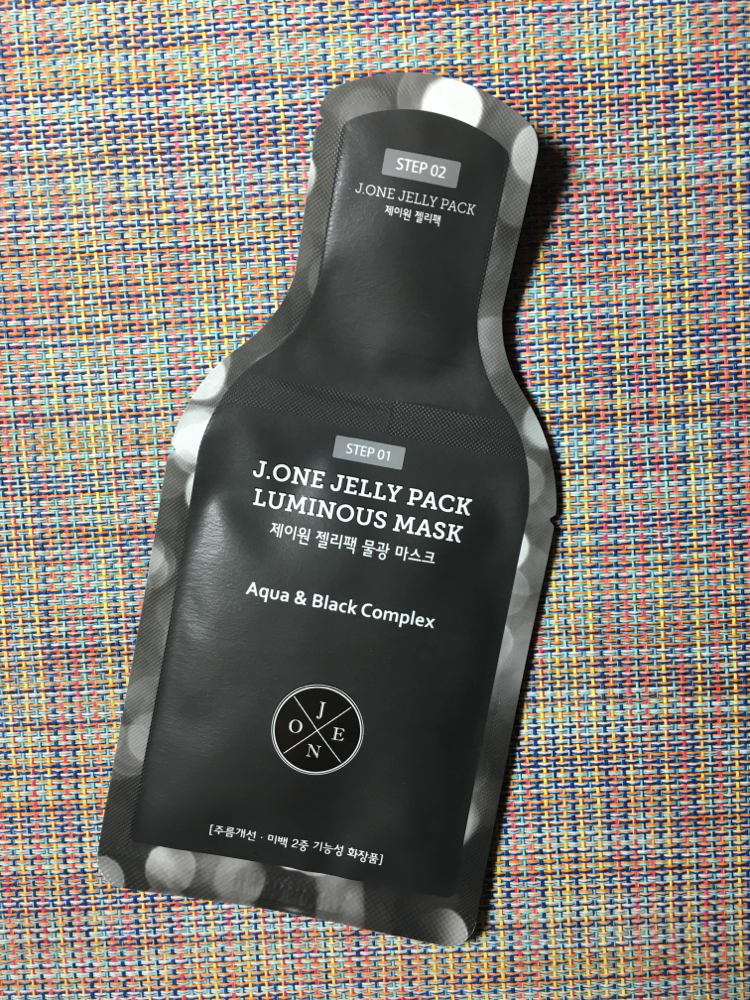 STEP 02
J.ONE JELLY PACK
제이원 젤리팩
STEP 01
J.ONE JELLY PACK
LUMINOUS MASK
제이원 젤리팩 물광 마스크
Aqua & Black Complex
J
O E
N
[주름개선 · 미백 2중 기능성 화장품]